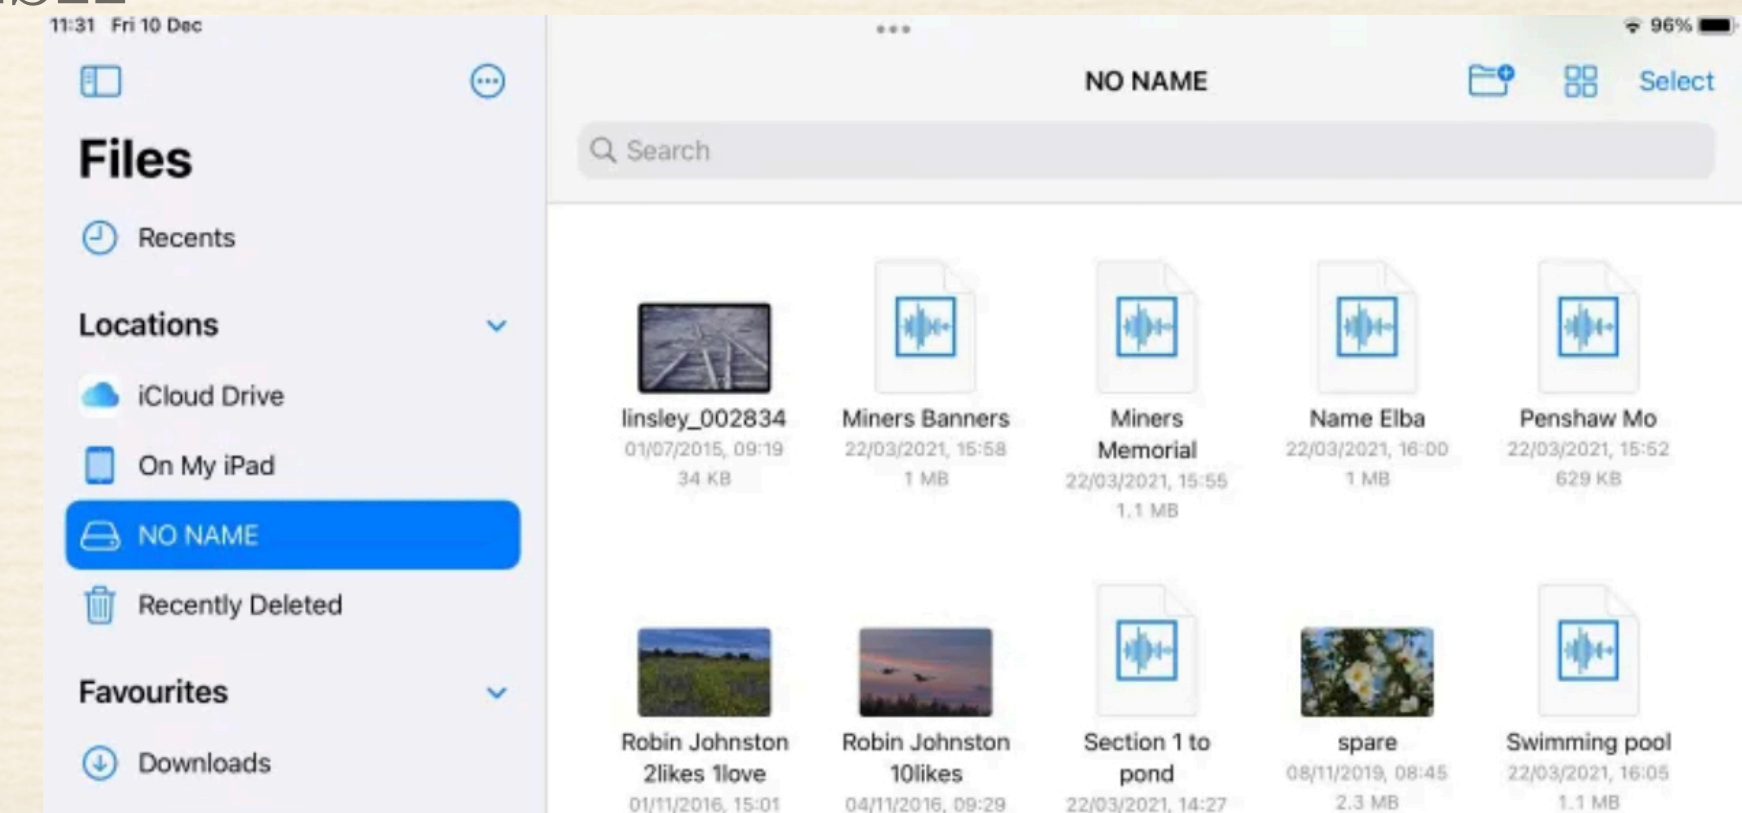 11:31 Fri 10 Dec
96%
Files
Recents
Locations
iCloud Drive
On My iPad
NO NAME
Recently Deleted
Favourites
Downloads
NO NAME
Select
Search
linsley_002834
01/07/2015, 09:19
34 KB
Miners Banners
22/03/2021, 15:58
1 MB
Miners
Memorial
22/03/2021, 15:55
1.1 MB
Name Elba
22/03/2021, 16:00
1 MB
Penshaw Mo
22/03/2021, 15:52
629 KB
Robin Johnston
2likes 1love
01/11/2016, 15:01
Robin Johnston
10likes
04/11/2016, 09:29
Section 1 to
pond
22/03/2021, 14:27
spare
08/11/2019, 08:45
2.3 MB
Swimming pool
22/03/2021, 16:05
1.1 MB